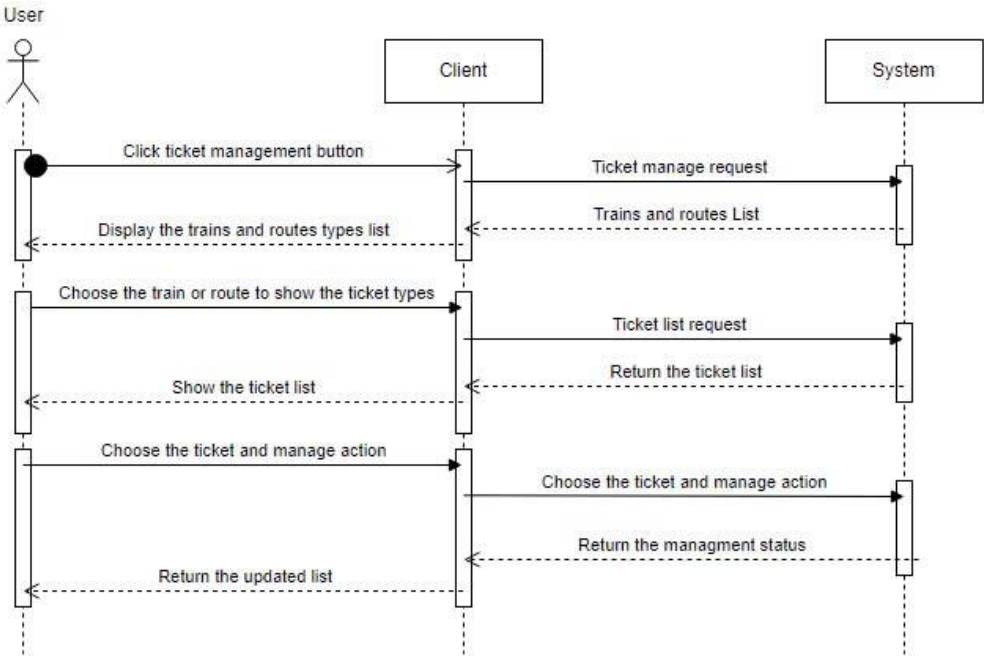 User
Client
System
Click ticket management button
Ticket manage request
Trains and routes List
Display the trains and routes types list
Choose the train or route to show the ticket types
Ticket list request
Return the ticket list
Show the ticket list
Choose the ticket and manage action
Choose the ticket and manage action
Return the managment status
Return the updated list